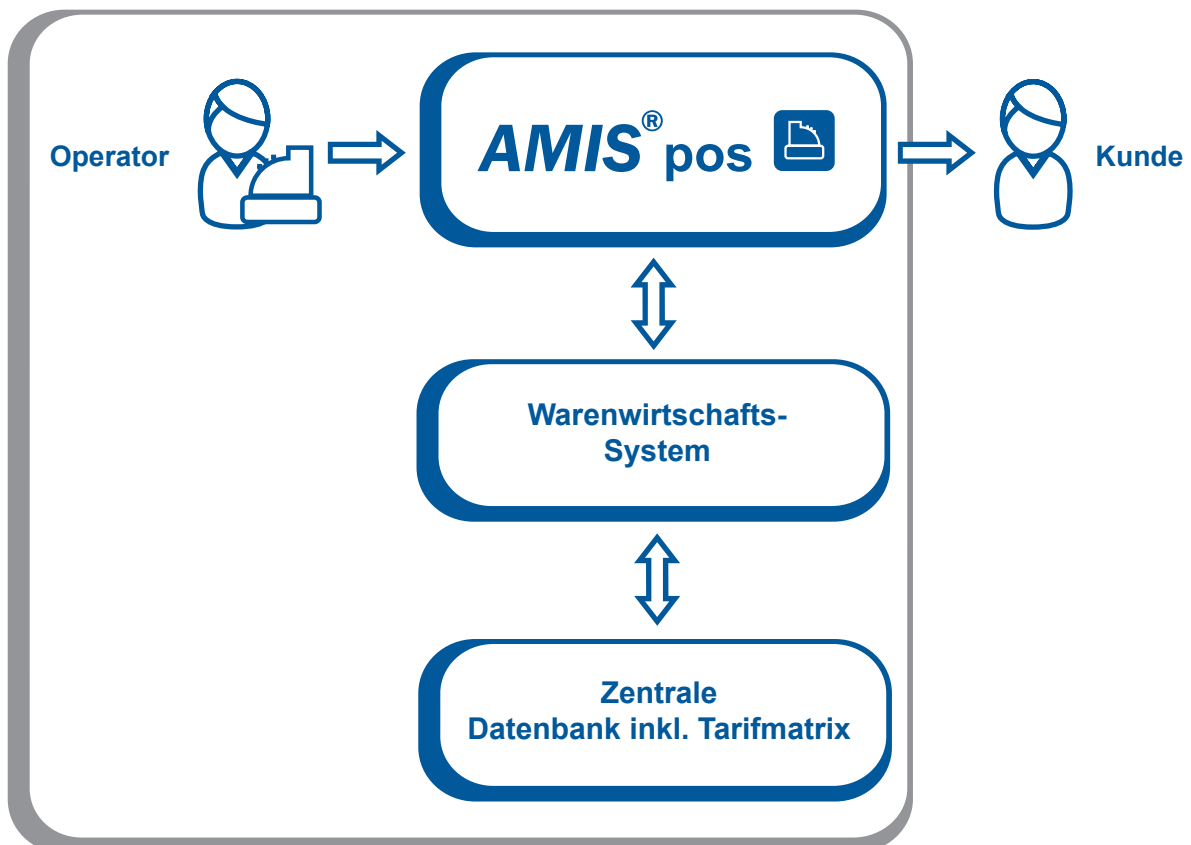 Operator
AMIS® pos
Kunde
Warenwirtschafts-
System
Zentrale
Datenbank inkl. Tarifmatrix